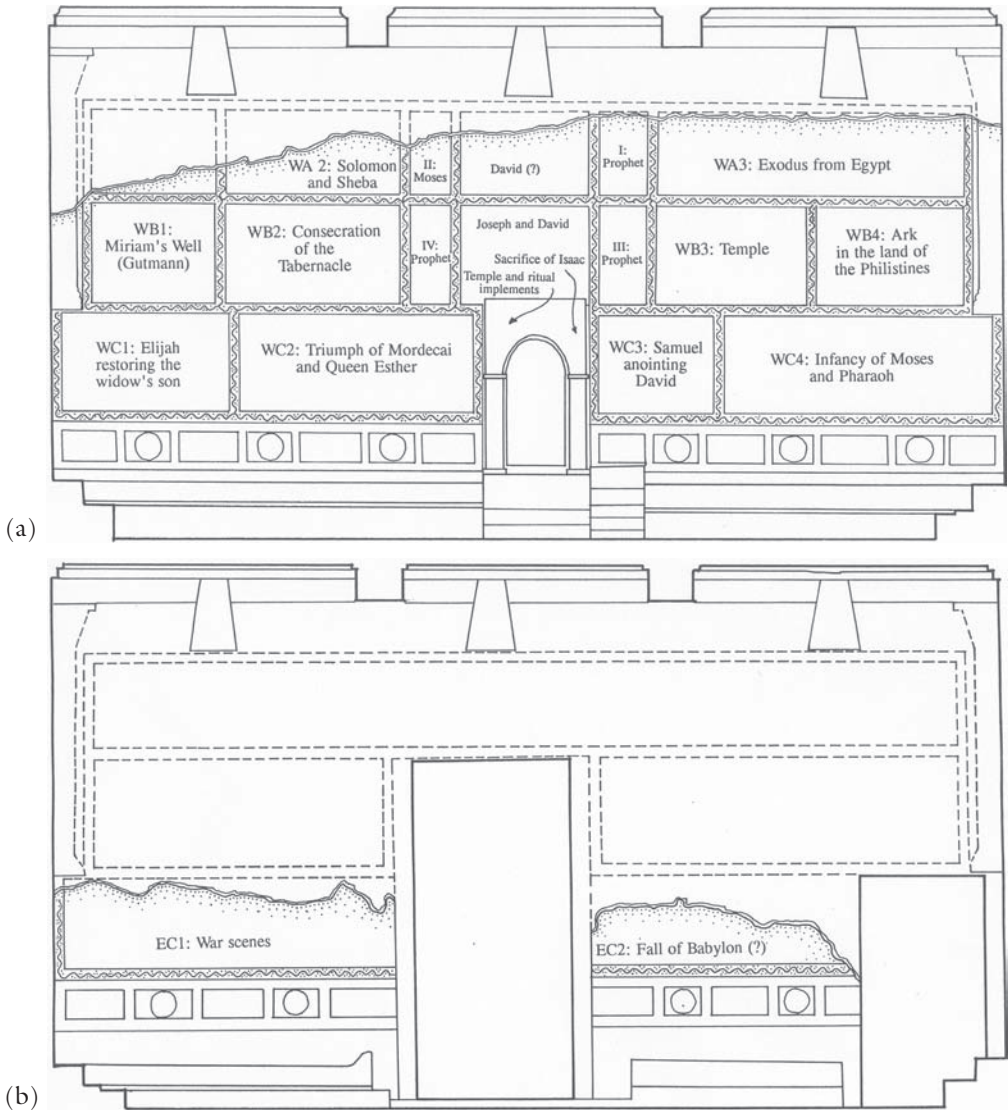 WA 2: Solomon
and Sheba
II:
Moses
David (?)
I:
Prophet
WA3: Exodus from Egypt
WB1:
Miriam's Well
(Gutmann)
WB2: Consecration
of the
Tabernacle
IV:
Prophet
Joseph and David
Sacrifice of Isaac
Temple and ritual
implements
III:
Prophet
WB3: Temple
WB4: Ark
in the land of
the Philistines
WC1: Elijah
restoring the
widow's son
WC2: Triumph of Mordecai
and Queen Esther
WC3: Samuel
anointing
David
WC4: Infancy of Moses
and Pharaoh
(a)
EC1: War scenes
EC2: Fall of Babylon (?)
(b)